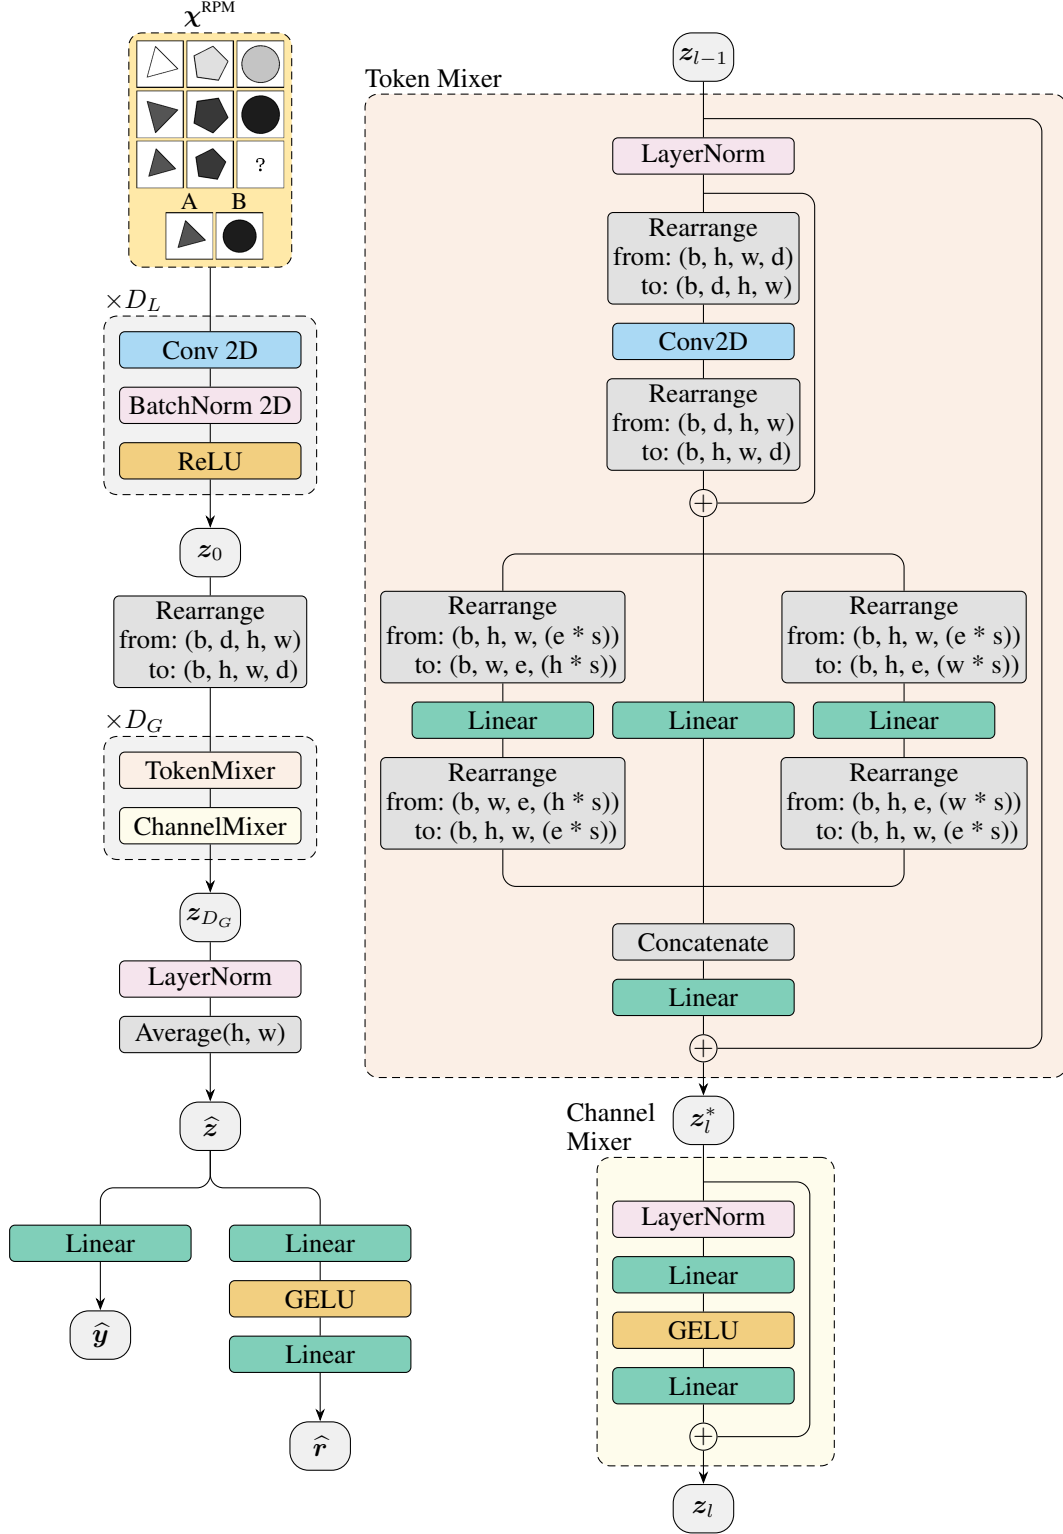 χ^RPM
?
A B
×D_L
Conv 2D
BatchNorm 2D
ReLU
z_0
Rearrange
from: (b, d, h, w)
to: (b, h, w, d)
×D_G
TokenMixer
ChannelMixer
z_{D_G}
LayerNorm
Average(h, w)
ẑ
Linear
ŷ
Linear
GELU
Linear
r̂
z_{l−1}
Token Mixer
LayerNorm
Rearrange
from: (b, h, w, d)
to: (b, d, h, w)
Conv2D
Rearrange
from: (b, d, h, w)
to: (b, h, w, d)
+
Rearrange
from: (b, h, w, (e * s))
to: (b, w, e, (h * s))
Linear
Rearrange
from: (b, w, e, (h * s))
to: (b, h, w, (e * s))
Linear
Rearrange
from: (b, h, w, (e * s))
to: (b, h, e, (w * s))
Linear
Rearrange
from: (b, h, e, (w * s))
to: (b, h, w, (e * s))
Concatenate
Linear
+
z_l^*
Channel
Mixer
LayerNorm
Linear
GELU
Linear
+
z_l